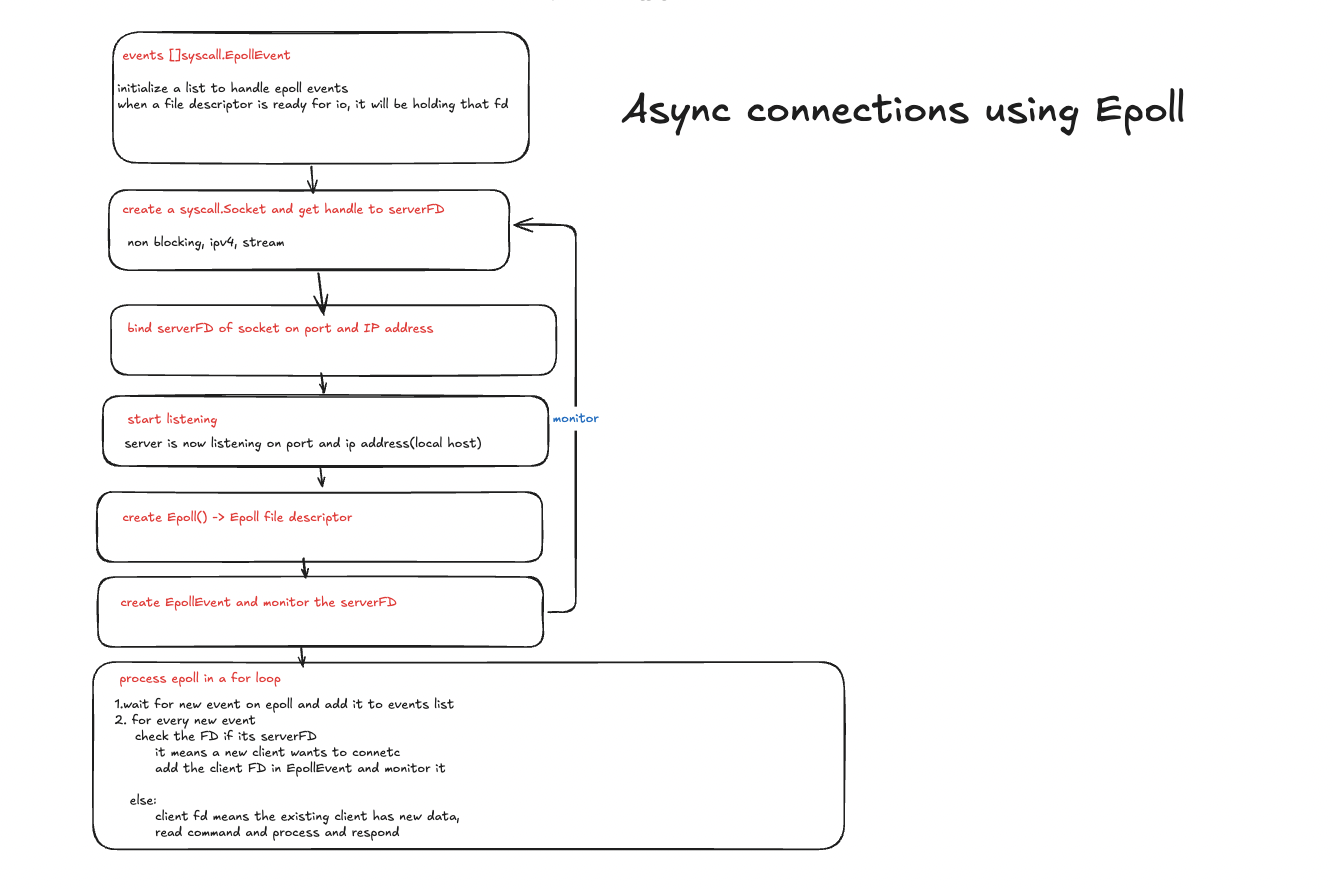 Async connections using Epoll
events []syscall.EpollEvent
initialize a list to handle epoll events
when a file descriptor is ready for io, it will be holding that fd
create a syscall.Socket and get handle to serverFD
non blocking, ipv4, stream
bind serverFD of socket on port and IP address
start listening
server is now listening on port and ip address(local host)
monitor
create Epoll() -> Epoll file descriptor
create EpollEvent and monitor the serverFD
process epoll in a for loop
1.wait for new event on epoll and add it to events list
2. for every new event
check the FD if its serverFD
it means a new client wants to connetc
add the client FD in EpollEvent and monitor it
else:
client fd means the existing client has new data,
read command and process and respond